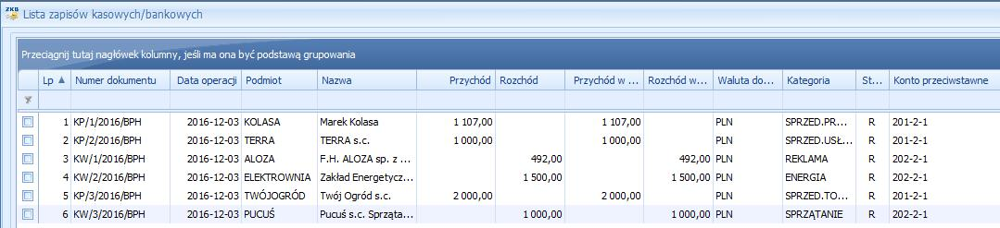 ZKB Lista zapisów kasowych/bankowych
Przeciągnij tutaj nagłówek kolumny, jeśli ma ona być podstawą grupowania
Lp Numer dokumentu Data operacji Podmiot Nazwa Przychód Rozchód Przychód w ... Rozchód w... Waluta do... Kategoria St... Konto przeciwstawne
1 KP/1/2016/BPH 2016-12-03 KOLASA Marek Kolasa 1 107,00 1 107,00 PLN SPRZED.PR... R 201-2-1
2 KP/2/2016/BPH 2016-12-03 TERRA TERRA s.c. 1 000,00 1 000,00 PLN SPRZED.USŁ... R 201-2-1
3 KW/1/2016/BPH 2016-12-03 ALOZA F.H. ALOZA sp. z ... 492,00 492,00 PLN REKLAMA R 202-2-1
4 KW/2/2016/BPH 2016-12-03 ELEKTROWNIA Zakład Energetycz... 1 500,00 1 500,00 PLN ENERGIA R 202-2-1
5 KP/3/2016/BPH 2016-12-03 TWÓJOGRÓD Twój Ogród s.c. 2 000,00 2 000,00 PLN SPRZED.TO... R 201-2-1
6 KW/3/2016/BPH 2016-12-03 PUCUŚ Pucuś s.c. Sprząta... 1 000,00 1 000,00 PLN SPRZĄTANIE R 202-2-1